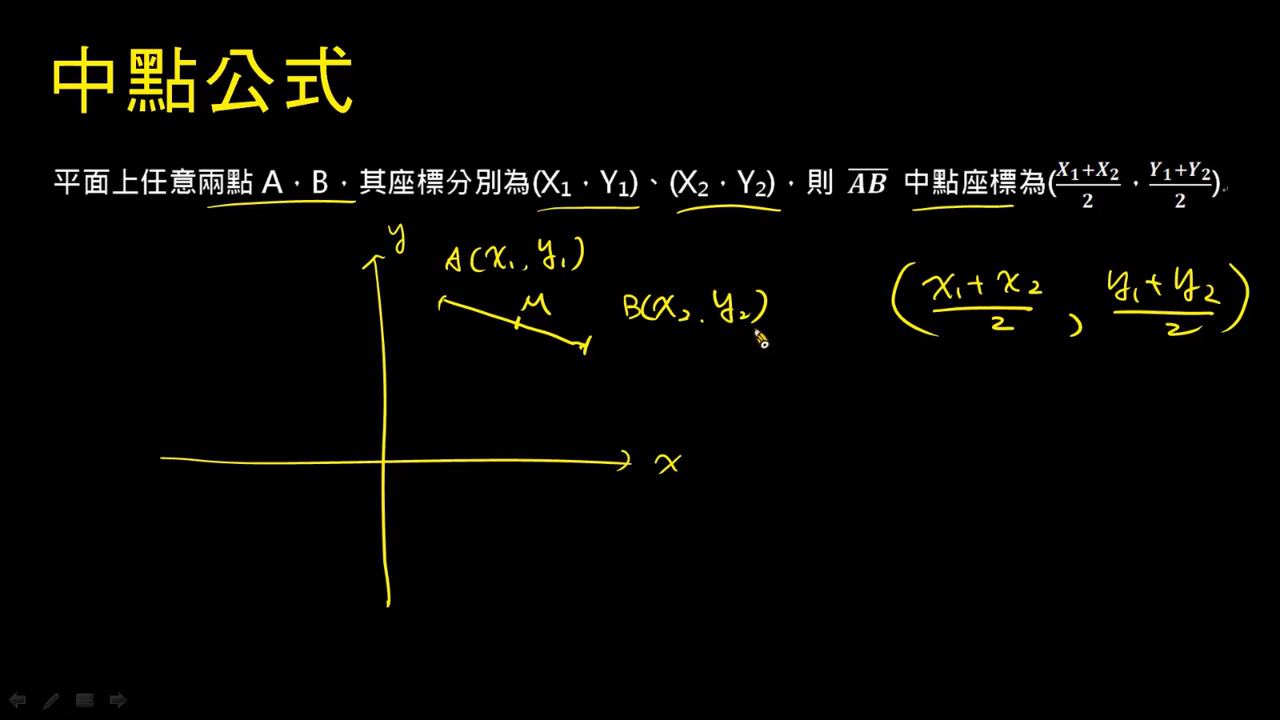 中點公式
平面上任意兩點 A,B,其座標分別為(X₁,Y₁)、(X₂,Y₂),則 A̅B̅ 中點座標為(X₁+X₂/2,Y₁+Y₂/2)
y
A(x₁, y₁)
M
B(x₂, y₂)
(x₁+x₂/2, y₁+y₂/2)
x